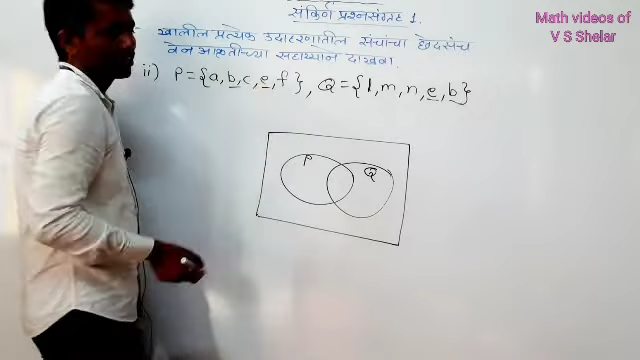 संकिर्ण प्रश्नसंग्रह 1.
Math videos of
V S Shelar
खालील प्रत्येक उदाहरणातील संचांचा छेदसंच
वेन आकृतीच्या सहाय्याने दाखवा.
ii) P = {a, b, c, e, f}, Q = {l, m, n, e, b}
P
Q